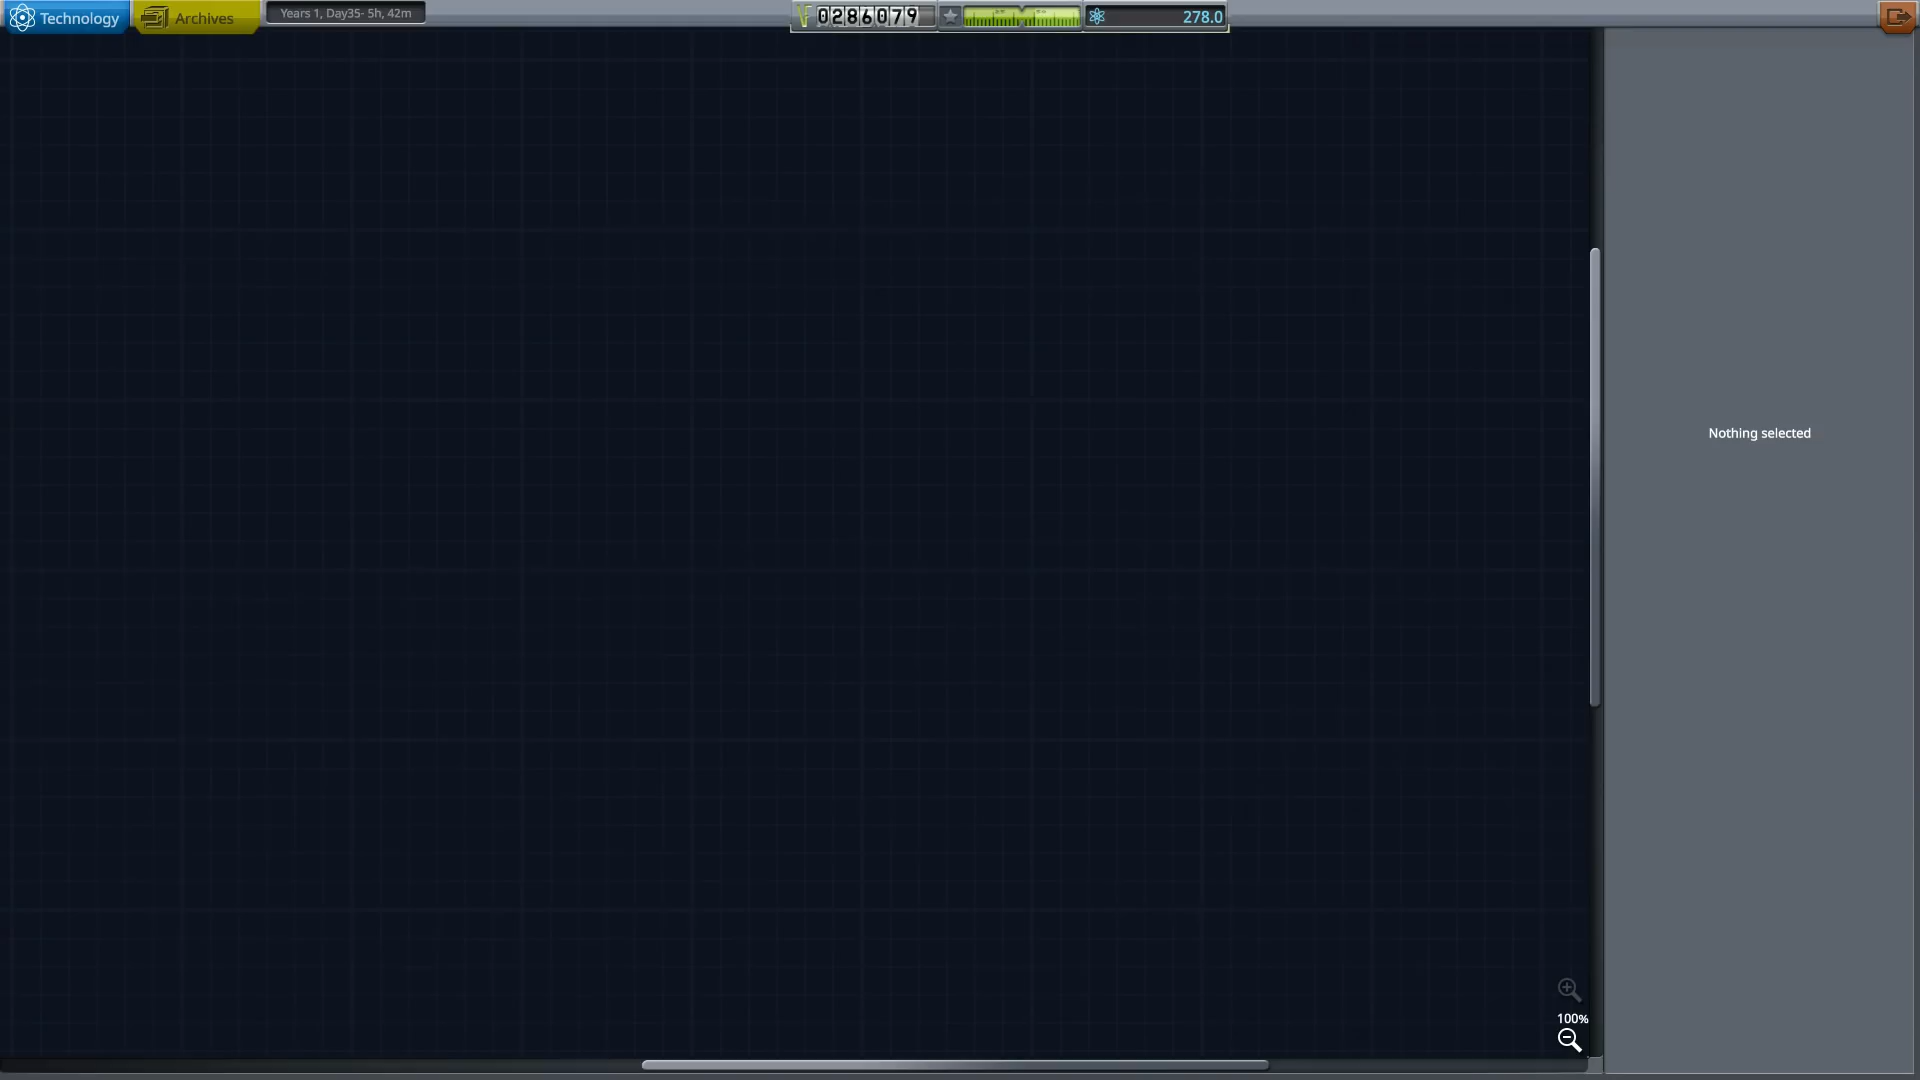 Technology
Archives
Years 1, Day35- 5h, 42m
0286079
278.0
Nothing selected
100%